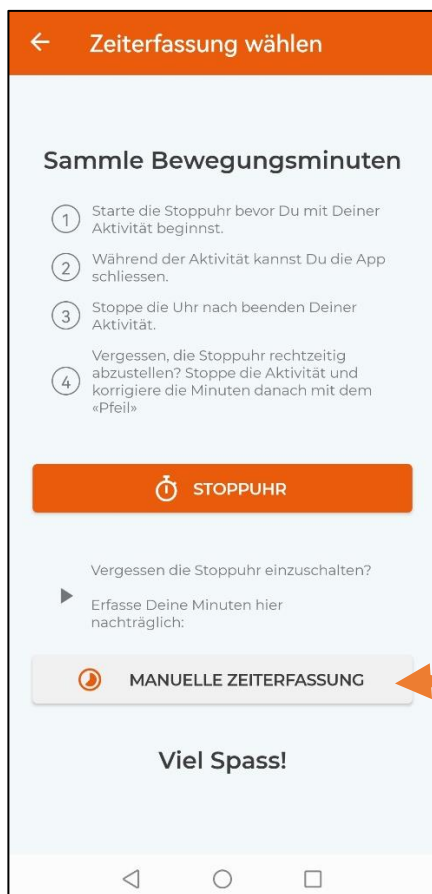 Zeiterfassung wählen
Sammle Bewegungsminuten
1 Starte die Stoppuhr bevor Du mit Deiner
Aktivität beginnst.
2 Während der Aktivität kannst Du die App
schliessen.
3 Stoppe die Uhr nach beenden Deiner
Aktivität.
Vergessen, die Stoppuhr rechtzeitig
4 abzustellen? Stoppe die Aktivität und
korrigiere die Minuten danach mit dem
«Pfeil»
STOPPUHR
Vergessen die Stoppuhr einzuschalten?
Erfasse Deine Minuten hier
nachträglich:
MANUELLE ZEITERFASSUNG
Viel Spass!